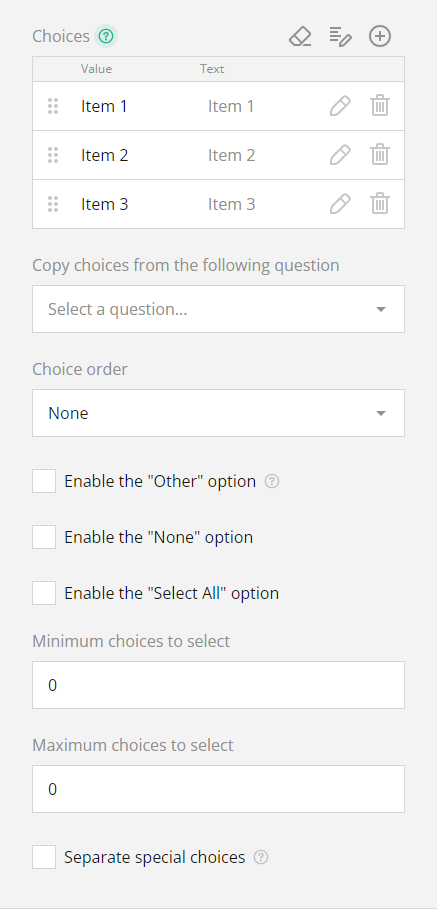 Choices
Value Text
Item 1 Item 1
Item 2 Item 2
Item 3 Item 3
Copy choices from the following question
Select a question...
Choice order
None
Enable the "Other" option
Enable the "None" option
Enable the "Select All" option
Minimum choices to select
0
Maximum choices to select
0
Separate special choices